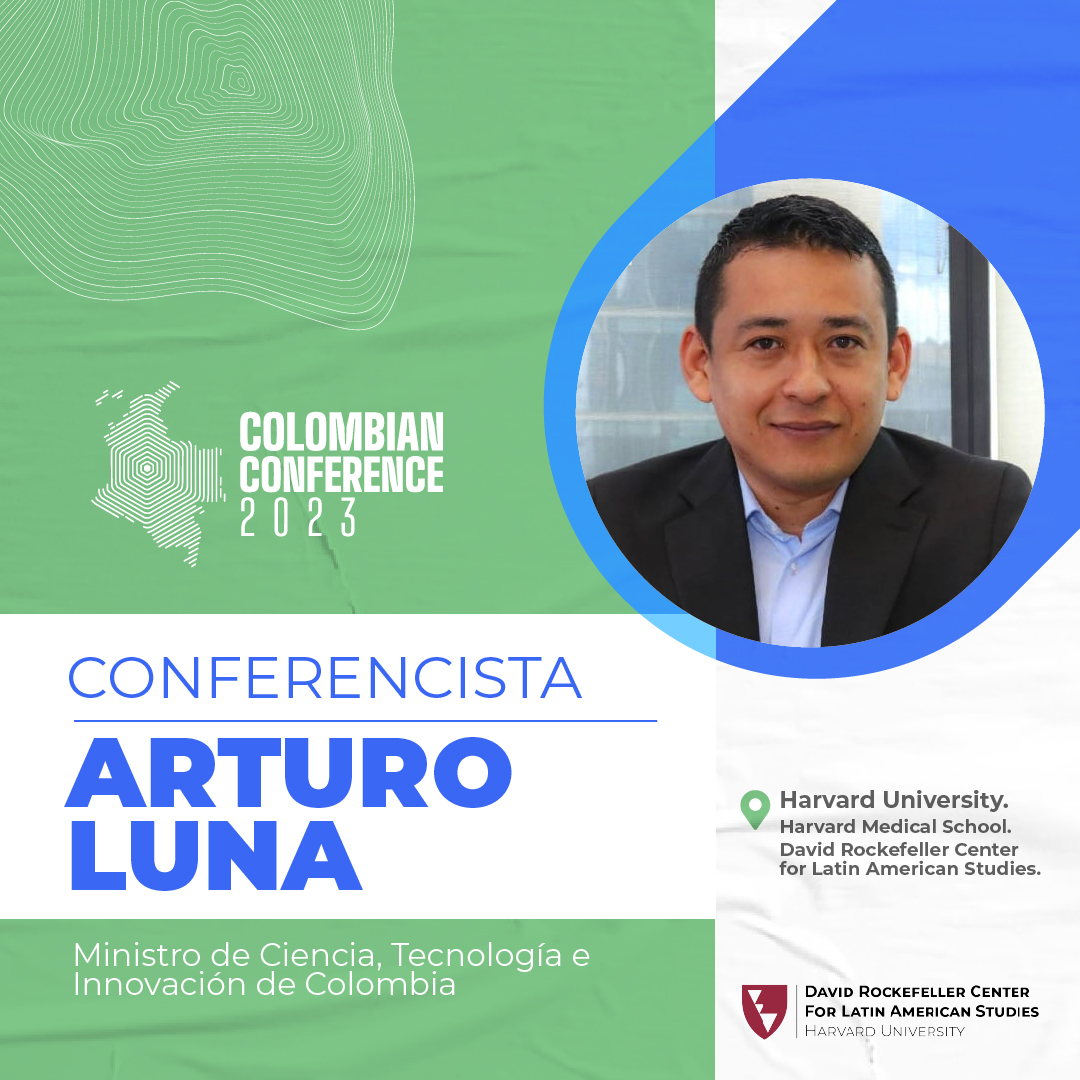 COLOMBIAN
CONFERENCE
2023
CONFERENCISTA
ARTURO
LUNA
Ministro de Ciencia, Tecnología e
Innovación de Colombia
Harvard University.
Harvard Medical School.
David Rockefeller Center
for Latin American Studies.
DAVID ROCKEFELLER CENTER
FOR LATIN AMERICAN STUDIES
HARVARD UNIVERSITY